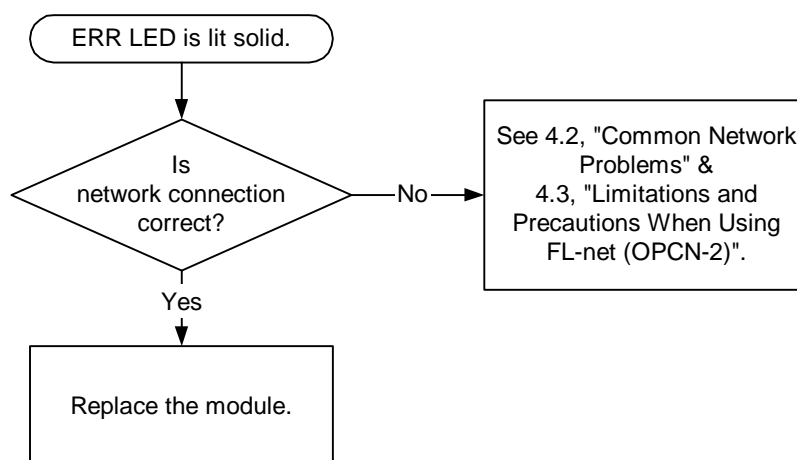 ERR LED is lit solid.
Is
network connection
correct?
No
See 4.2, "Common Network
Problems" &
4.3, "Limitations and
Precautions When Using
FL-net (OPCN-2)".
Yes
Replace the module.